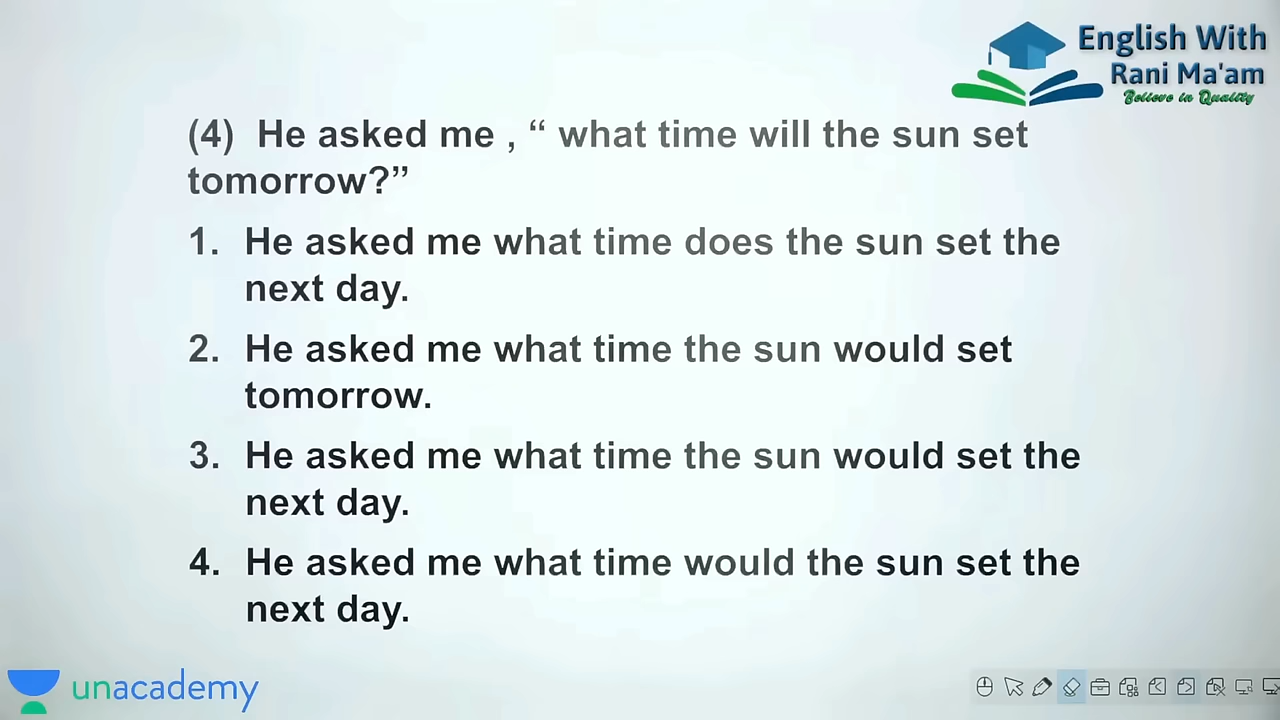 English With
Rani Ma'am
Believe in Quality
(4) He asked me , “ what time will the sun set
tomorrow?”
1. He asked me what time does the sun set the
next day.
2. He asked me what time the sun would set
tomorrow.
3. He asked me what time the sun would set the
next day.
4. He asked me what time would the sun set the
next day.
unacademy